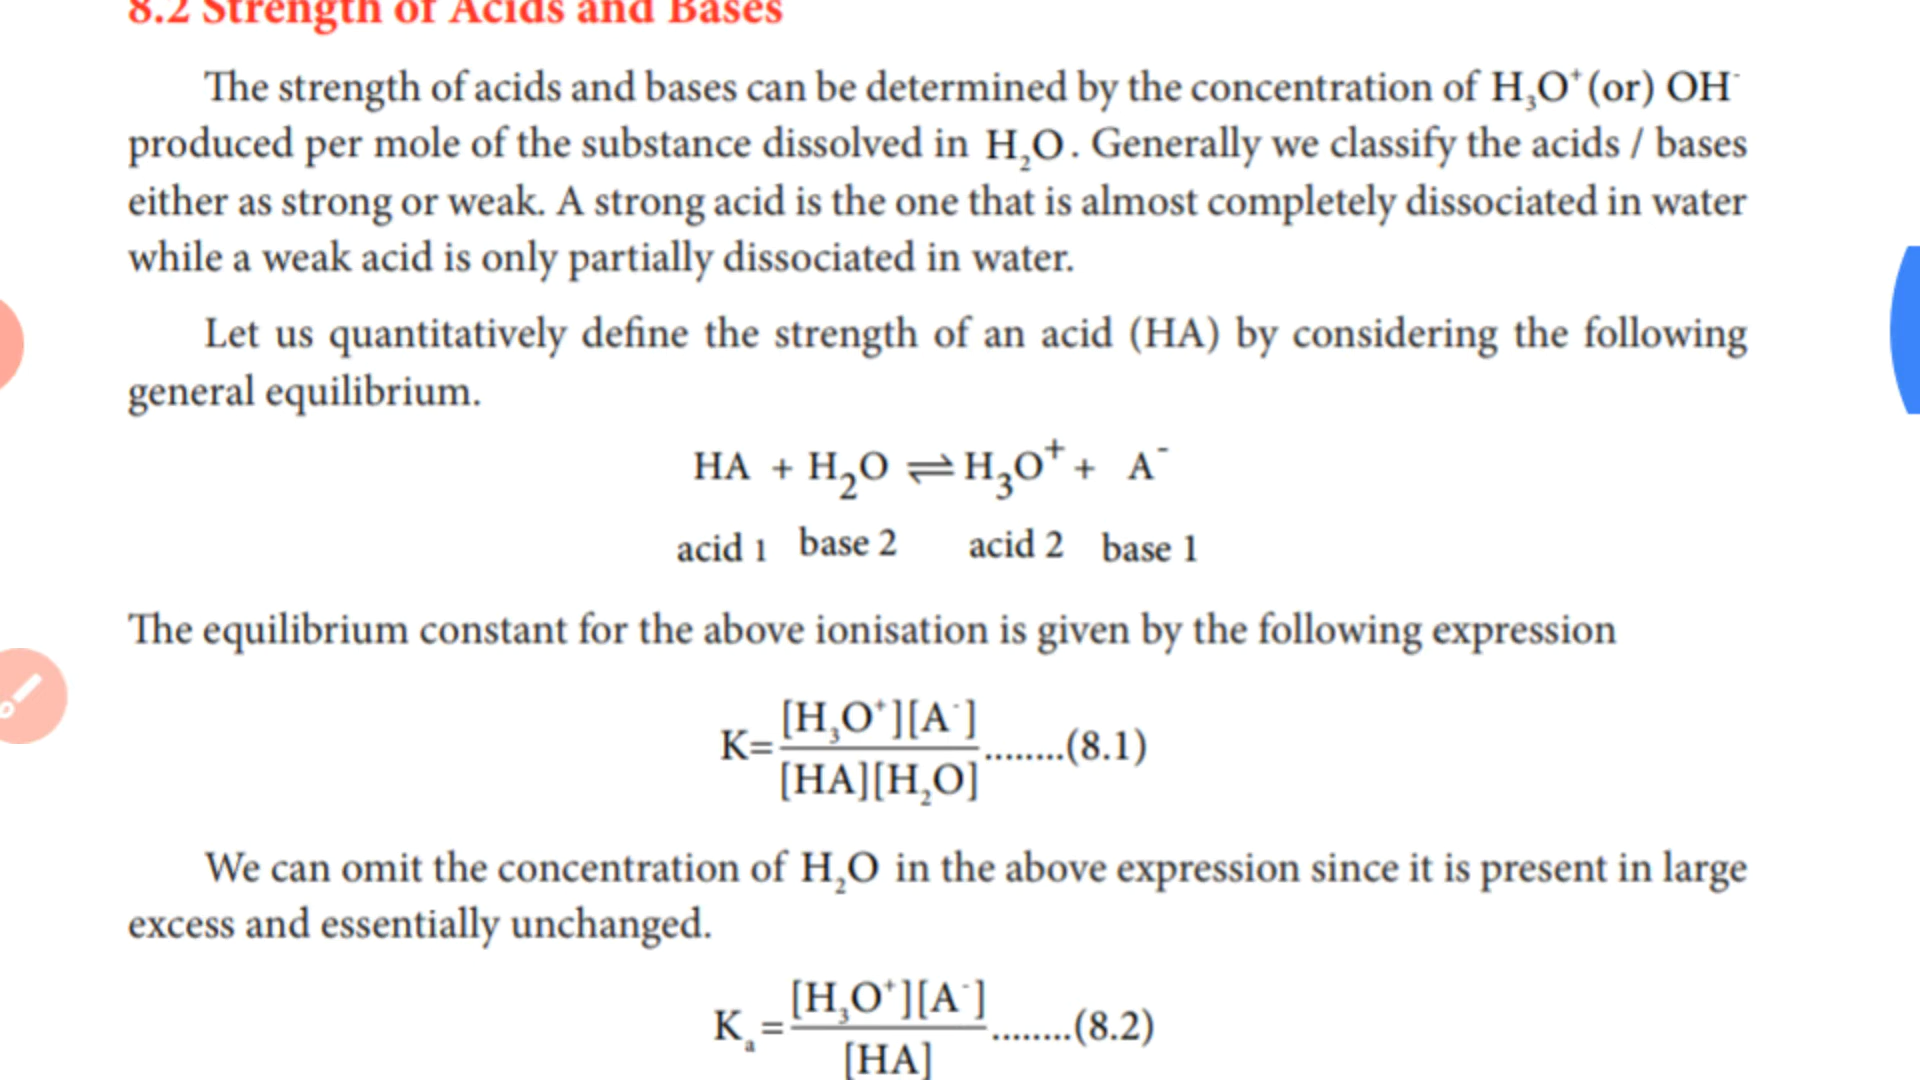 8.2 Strength of Acids and Bases
The strength of acids and bases can be determined by the concentration of H₃O⁺ (or) OH⁻
produced per mole of the substance dissolved in H₂O. Generally we classify the acids / bases
either as strong or weak. A strong acid is the one that is almost completely dissociated in water
while a weak acid is only partially dissociated in water.
Let us quantitatively define the strength of an acid (HA) by considering the following
general equilibrium.
HA + H₂O ⇌ H₃O⁺ + A⁻
acid 1 base 2 acid 2 base 1
The equilibrium constant for the above ionisation is given by the following expression
K= [H₃O⁺][A⁻] / [HA][H₂O] ........(8.1)
We can omit the concentration of H₂O in the above expression since it is present in large
excess and essentially unchanged.
Kₐ = [H₃O⁺][A⁻] / [HA] ........(8.2)